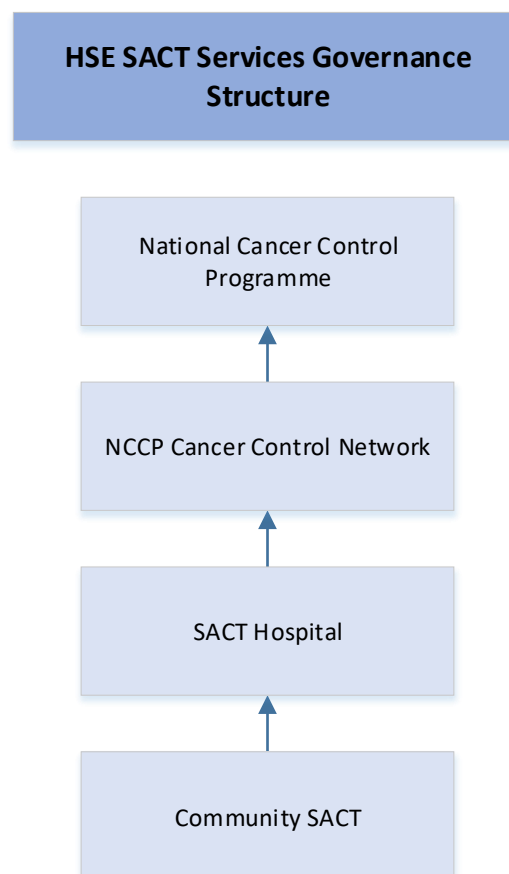 HSE SACT Services Governance
Structure
National Cancer Control
Programme
NCCP Cancer Control Network
SACT Hospital
Community SACT